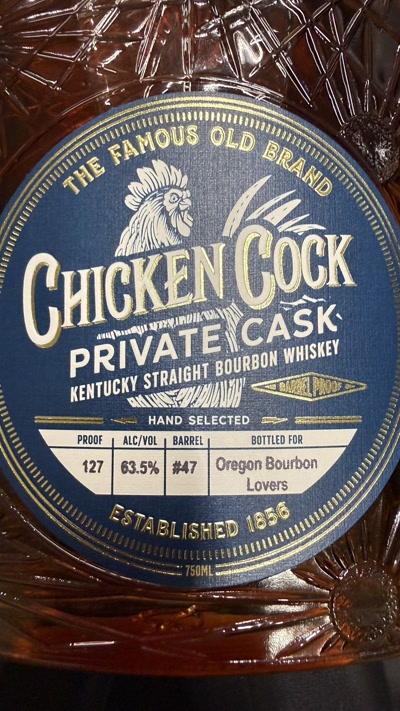 THE FAMOUS OLD BRAND
CHICKEN COCK
PRIVATE CASK
KENTUCKY STRAIGHT BOURBON WHISKEY
BARREL PROOF
HAND SELECTED
PROOF ALC/VOL BARREL BOTTLED FOR
127 63.5% #47 Oregon Bourbon
Lovers
ESTABLISHED 1856
750ML